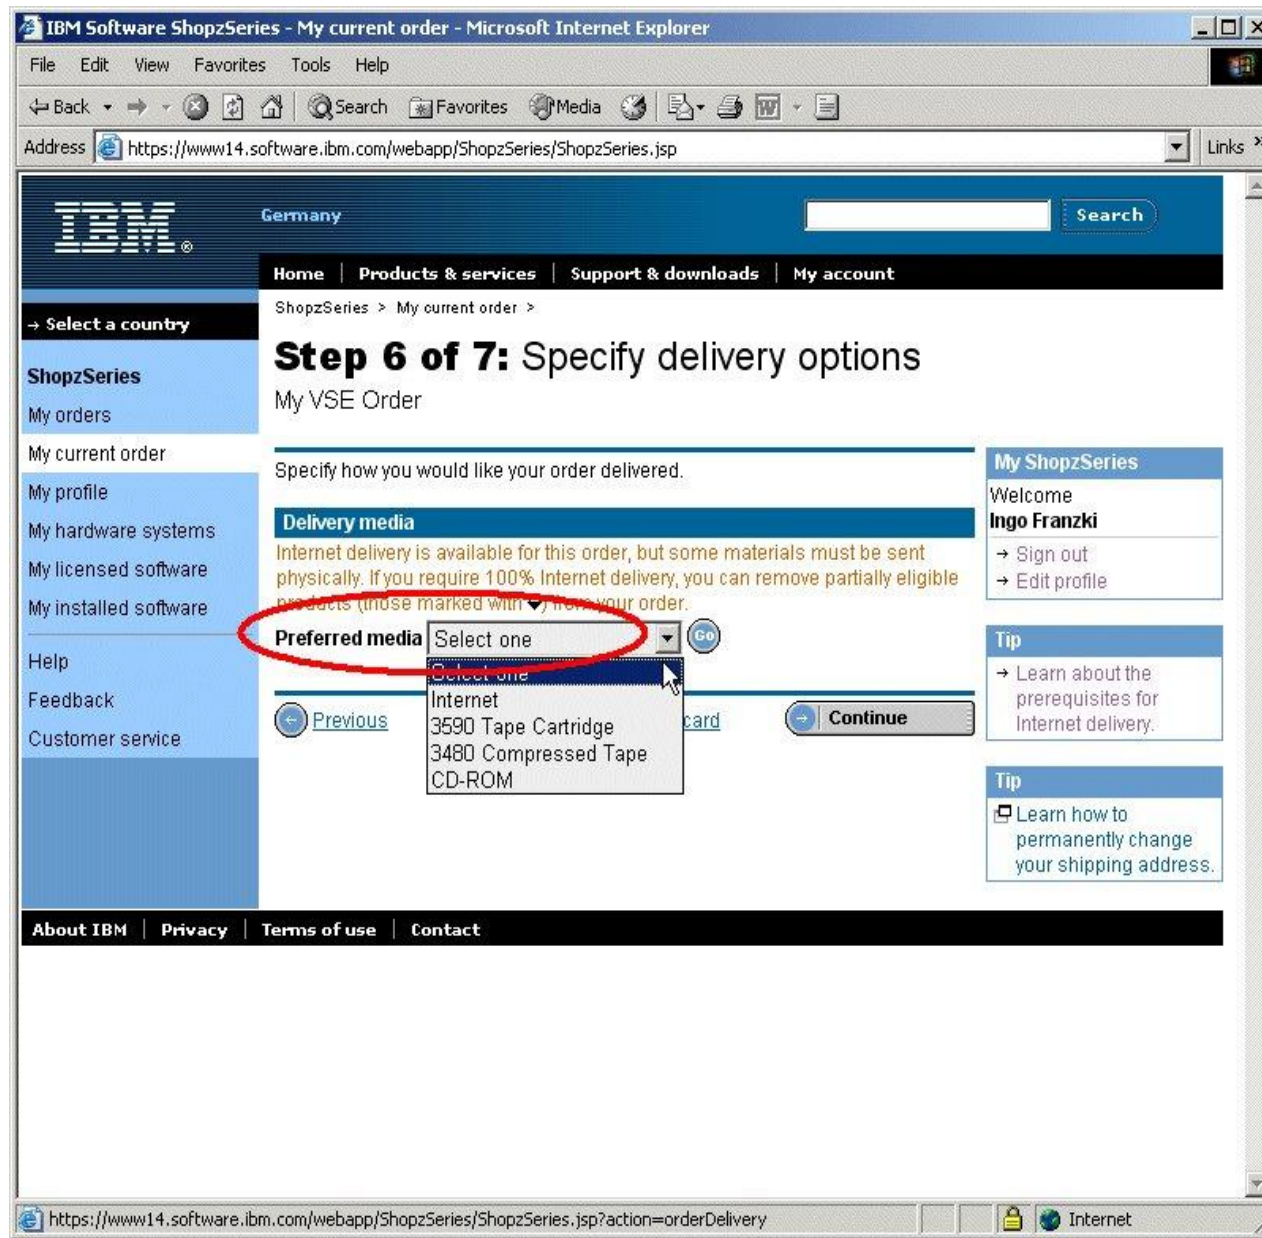 IBM Software ShopzSeries - My current order - Microsoft Internet Explorer
File Edit View Favorites Tools Help
Back Search Favorites Media
Address https://www14.software.ibm.com/webapp/ShopzSeries/ShopzSeries.jsp Links »
IBM®
Germany
Search
Home | Products & services | Support & downloads | My account
→ Select a country
ShopzSeries
My orders
My current order
My profile
My hardware systems
My licensed software
My installed software
Help
Feedback
Customer service
ShopzSeries > My current order >
Step 6 of 7: Specify delivery options
My VSE Order
Specify how you would like your order delivered.
Delivery media
Internet delivery is available for this order, but some materials must be sent
physically. If you require 100% Internet delivery, you can remove partially eligible
products (those marked with ) from your order.
Preferred media Select one Go
Select one
Internet
3590 Tape Cartridge
3480 Compressed Tape
CD-ROM
Previous
Continue
My ShopzSeries
Welcome
Ingo Franzki
→ Sign out
→ Edit profile
Tip
→ Learn about the
prerequisites for
Internet delivery.
Tip
Learn how to
permanently change
your shipping address.
About IBM | Privacy | Terms of use | Contact
https://www14.software.ibm.com/webapp/ShopzSeries/ShopzSeries.jsp?action=orderDelivery Internet